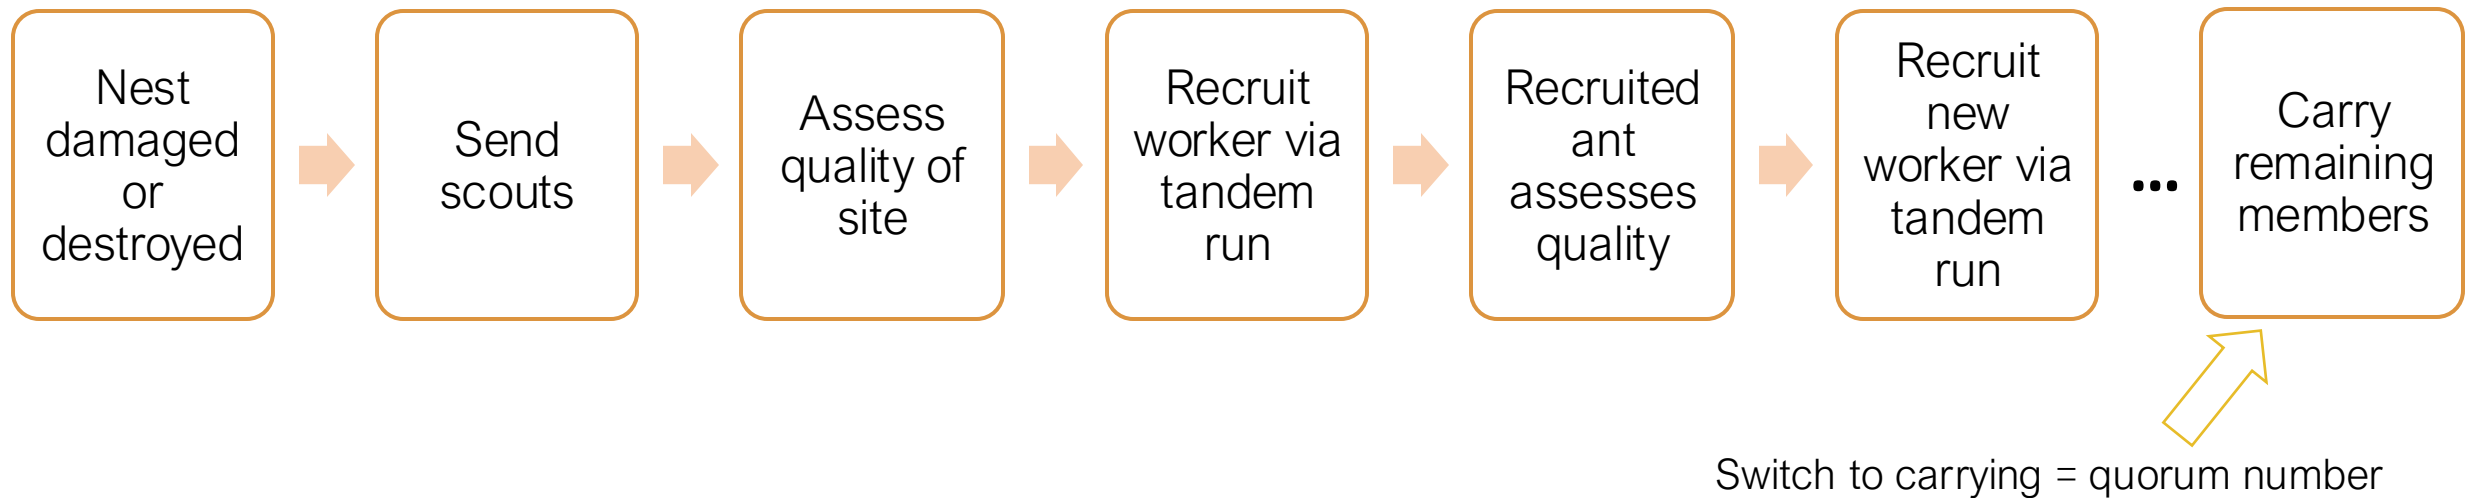 Nest
damaged
or
destroyed
Send
scouts
Assess
quality of
site
Recruit
worker via
tandem
run
Recruited
ant
assesses
quality
Recruit
new
worker via
tandem
run
...
Carry
remaining
members
Switch to carrying = quorum number